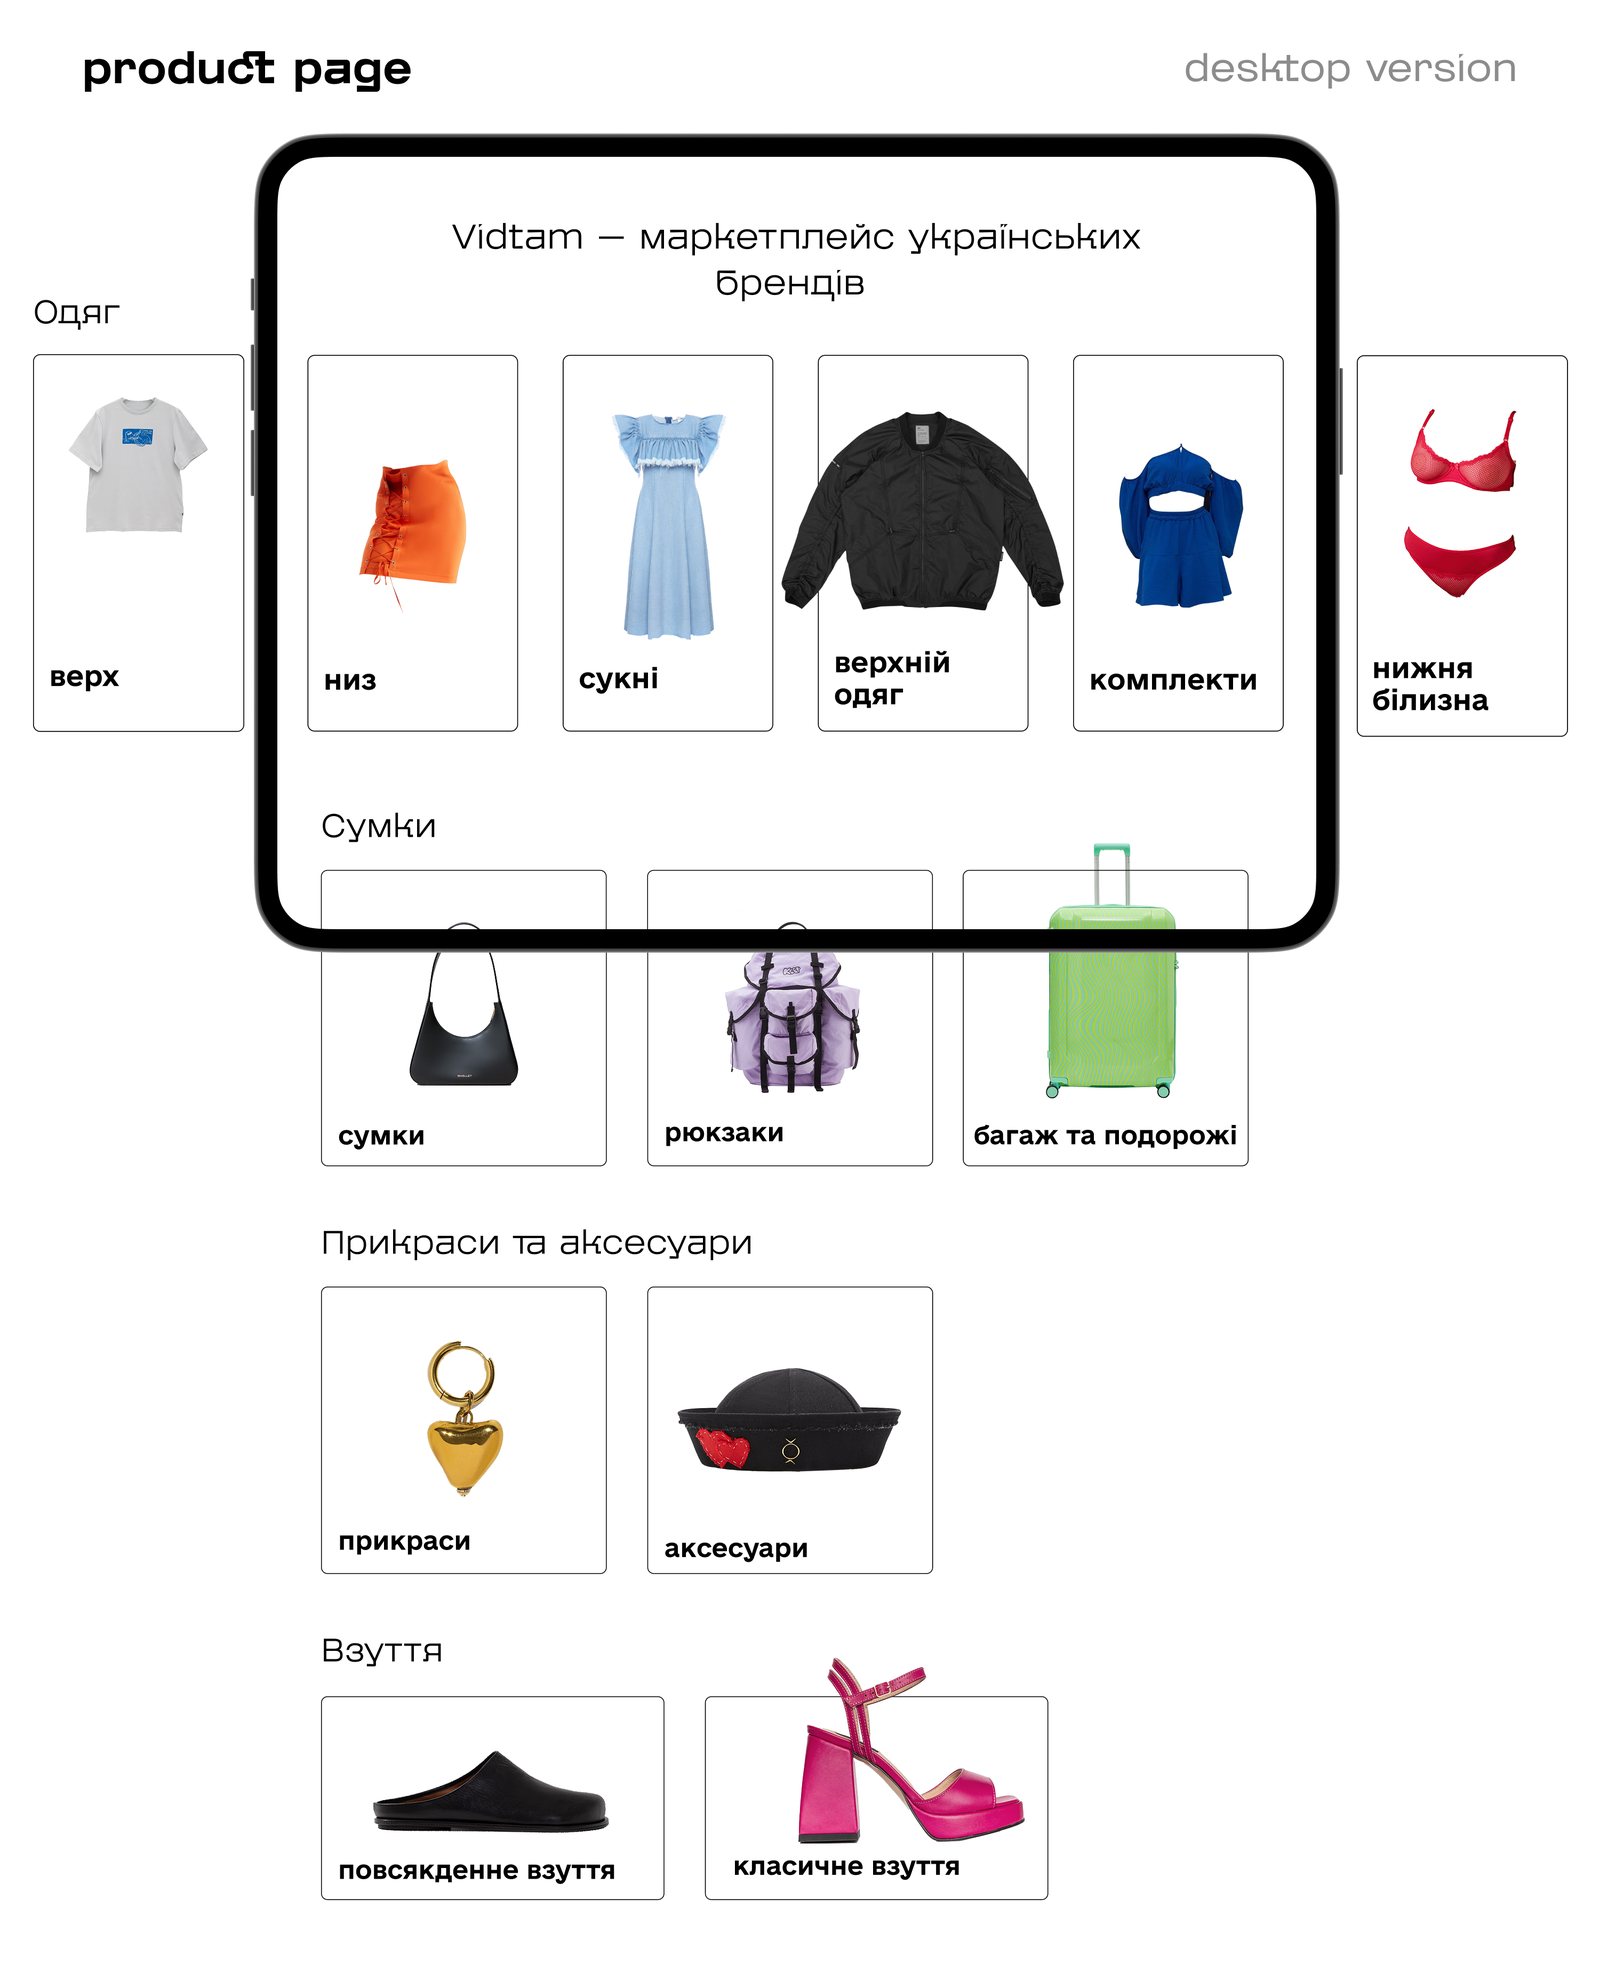 product page
desktop version
Vidtam — маркетплейс українських
брендів
Одяг
верх
низ
сукні
верхній
одяг
комплекти
нижня
білизна
Сумки
сумки
рюкзаки
багаж та подорожі
Прикраси та аксесуари
прикраси
аксесуари
Взуття
повсякденне взуття
класичне взуття